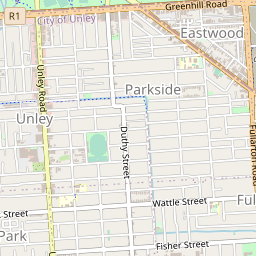 Greenhill Road
R1
City of Unley
Eastwood
Unley Road
Parkside
Unley
Duthy Street
Fullarton Road
Wattle Street
Ful
Street
Park
Fisher Street